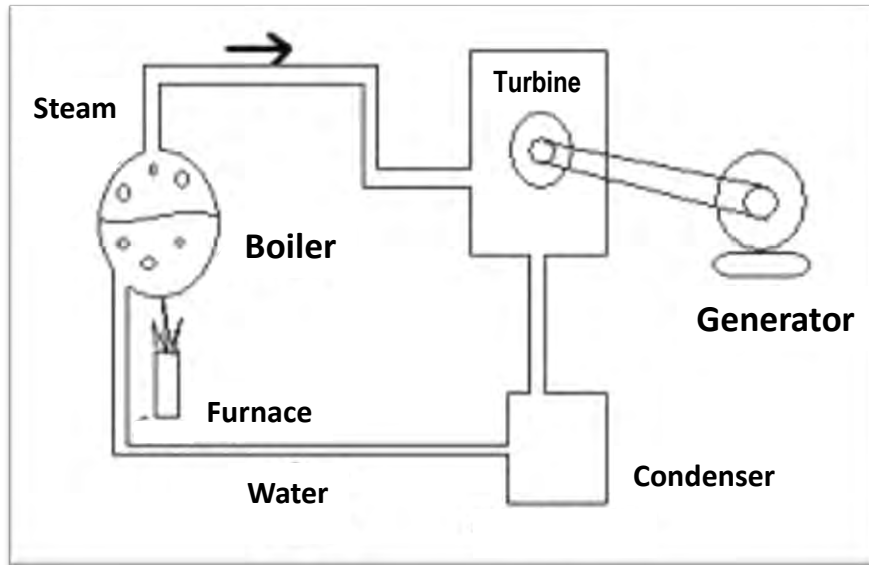 Turbine
Steam
Boiler
Generator
Furnace
Condenser
Water